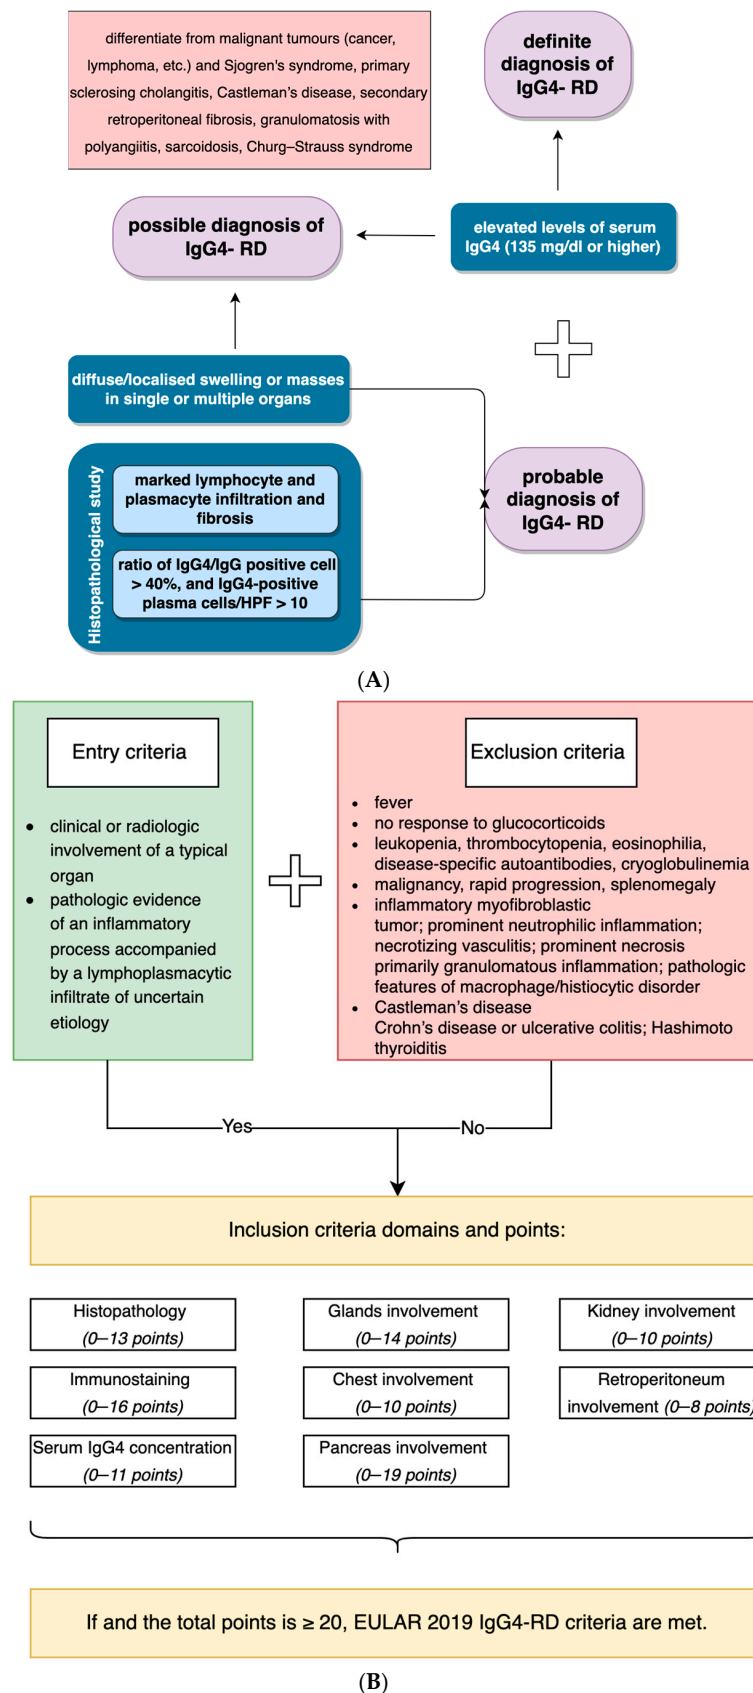 differentiate from malignant tumours (cancer,
lymphoma, etc.) and Sjogren's syndrome, primary
sclerosing cholangitis, Castleman's disease, secondary
retroperitoneal fibrosis, granulomatosis with
polyangiitis, sarcoidosis, Churg–Strauss syndrome
definite
diagnosis of
IgG4- RD
possible diagnosis of
IgG4- RD
elevated levels of serum
IgG4 (135 mg/dl or higher)
diffuse/localised swelling or masses
in single or multiple organs
Histopathological study
marked lymphocyte and
plasmacyte infiltration and
fibrosis
ratio of IgG4/IgG positive cell
> 40%, and IgG4-positive
plasma cells/HPF > 10
probable
diagnosis of
IgG4- RD
(A)
Entry criteria
• clinical or radiologic
involvement of a typical
organ
• pathologic evidence
of an inflammatory
process accompanied
by a lymphoplasmacytic
infiltrate of uncertain
etiology
Exclusion criteria
• fever
• no response to glucocorticoids
• leukopenia, thrombocytopenia, eosinophilia,
disease-specific autoantibodies, cryoglobulinemia
• malignancy, rapid progression, splenomegaly
• inflammatory myofibroblastic
tumor; prominent neutrophilic inflammation;
necrotizing vasculitis; prominent necrosis
primarily granulomatous inflammation; pathologic
features of macrophage/histiocytic disorder
• Castleman's disease
Crohn's disease or ulcerative colitis; Hashimoto
thyroiditis
Yes
No
Inclusion criteria domains and points:
Histopathology
(0–13 points)
Glands involvement
(0–14 points)
Kidney involvement
(0–10 points)
Immunostaining
(0–16 points)
Chest involvement
(0–10 points)
Retroperitoneum
involvement (0–8 points)
Serum IgG4 concentration
(0–11 points)
Pancreas involvement
(0–19 points)
If and the total points is ≥ 20, EULAR 2019 IgG4-RD criteria are met.
(B)